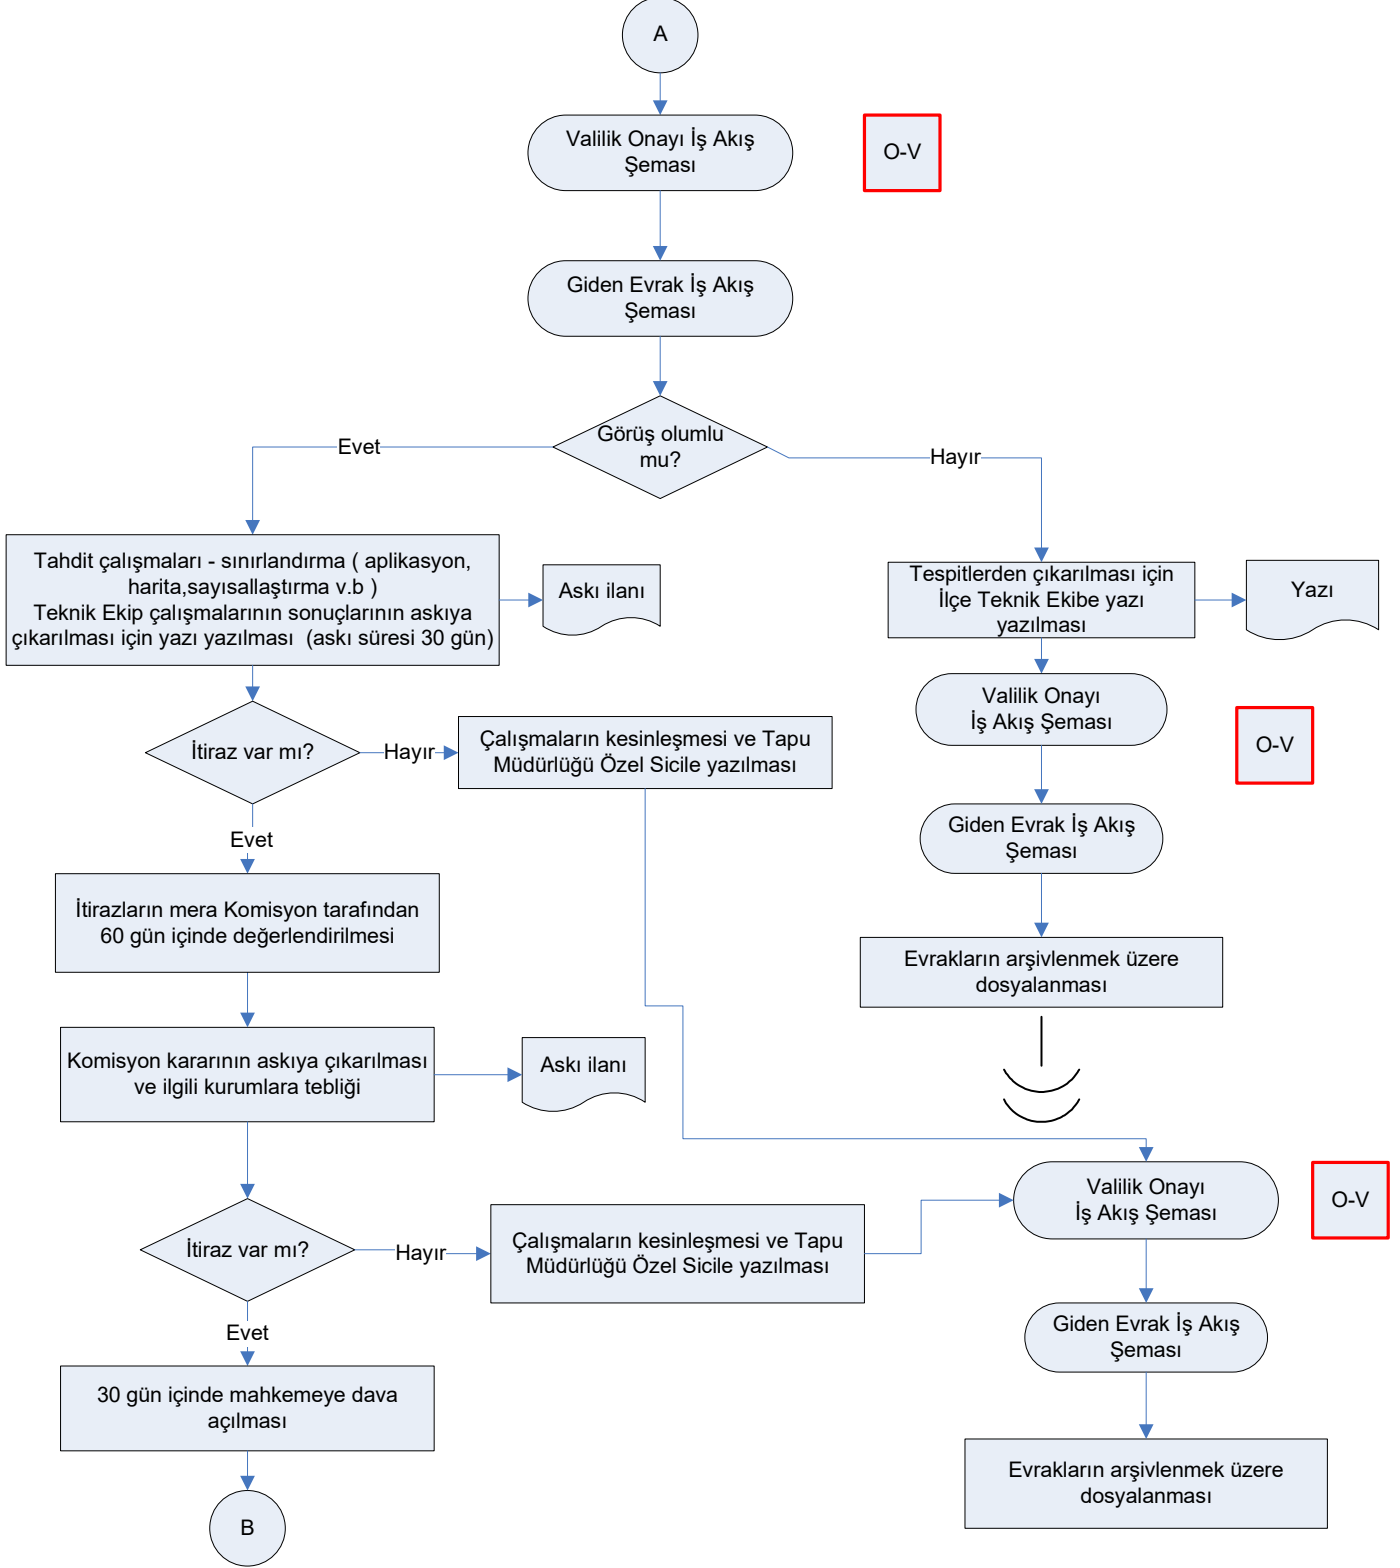 A
Valilik Onayı İş Akış
Şeması
O-V
Giden Evrak İş Akış
Şeması
Görüş olumlu
mu?
Evet
Hayır
Tahdit çalışmaları - sınırlandırma ( aplikasyon,
harita,sayısallaştırma v.b )
Teknik Ekip çalışmalarının sonuçlarının askıya
çıkarılması için yazı yazılması  (askı süresi 30 gün)
Askı ilanı
Tespitlerden çıkarılması için
İlçe Teknik Ekibe yazı
yazılması
Yazı
Valilik Onayı
İş Akış Şeması
O-V
İtiraz var mı?
Hayır
Çalışmaların kesinleşmesi ve Tapu
Müdürlüğü Özel Sicile yazılması
Evet
Giden Evrak İş Akış
Şeması
İtirazların mera Komisyon tarafından
60 gün içinde değerlendirilmesi
Evrakların arşivlenmek üzere
dosyalanması
Komisyon kararının askıya çıkarılması
ve ilgili kurumlara tebliği
Askı ilanı
Valilik Onayı
İş Akış Şeması
O-V
İtiraz var mı?
Hayır
Çalışmaların kesinleşmesi ve Tapu
Müdürlüğü Özel Sicile yazılması
Evet
Giden Evrak İş Akış
Şeması
30 gün içinde mahkemeye dava
açılması
Evrakların arşivlenmek üzere
dosyalanması
B